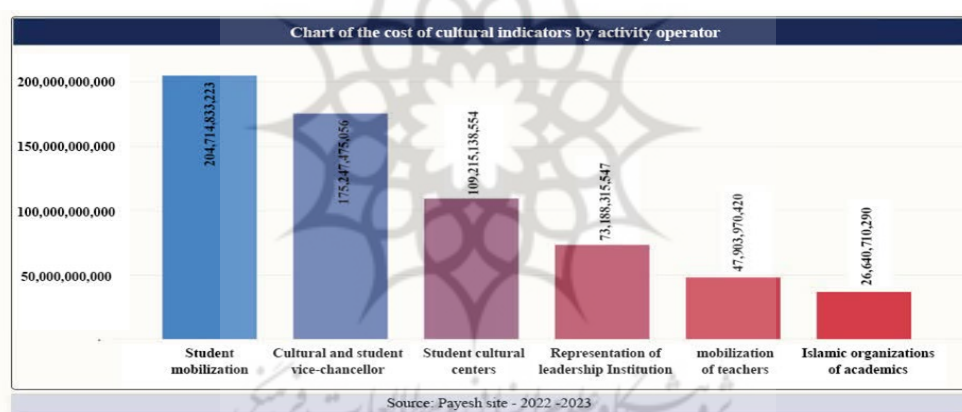 Chart of the cost of cultural indicators by activity operator
200,000,000,000
150,000,000,000
100,000,000,000
50,000,000,000
-
204,714,833,223
175,247,475,056
109,215,138,554
73,188,315,547
47,903,970,420
26,640,710,290
Student
mobilization
Cultural and student
vice-chancellor
Student cultural
centers
Representation of
leadership Institution
mobilization
of teachers
Islamic organizations
of academics
Source: Payesh site - 2022 -2023